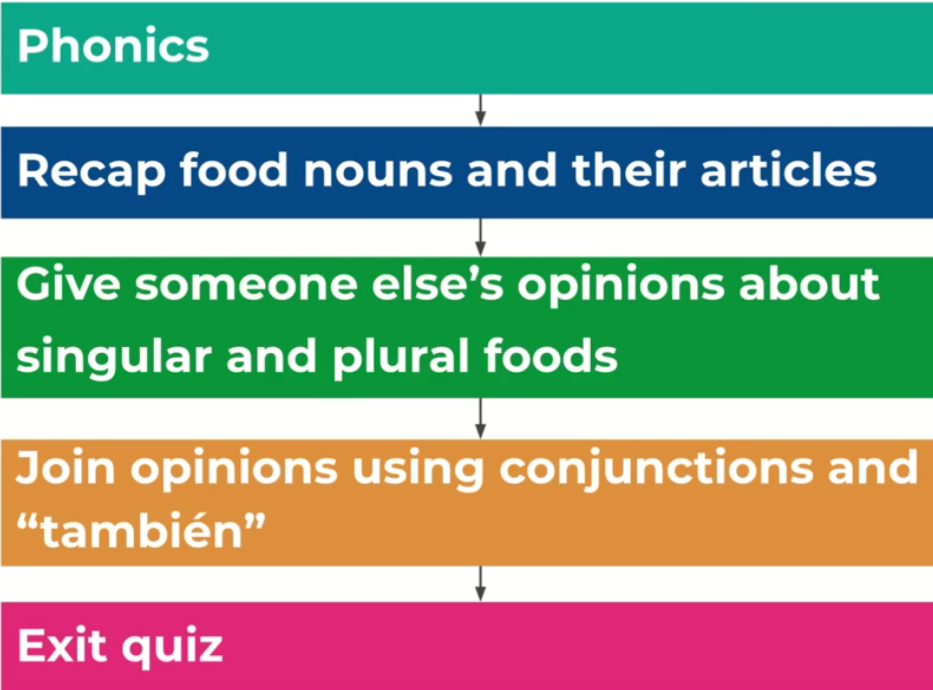 Phonics
Recap food nouns and their articles
Give someone else’s opinions about
singular and plural foods
Join opinions using conjunctions and
“también”
Exit quiz